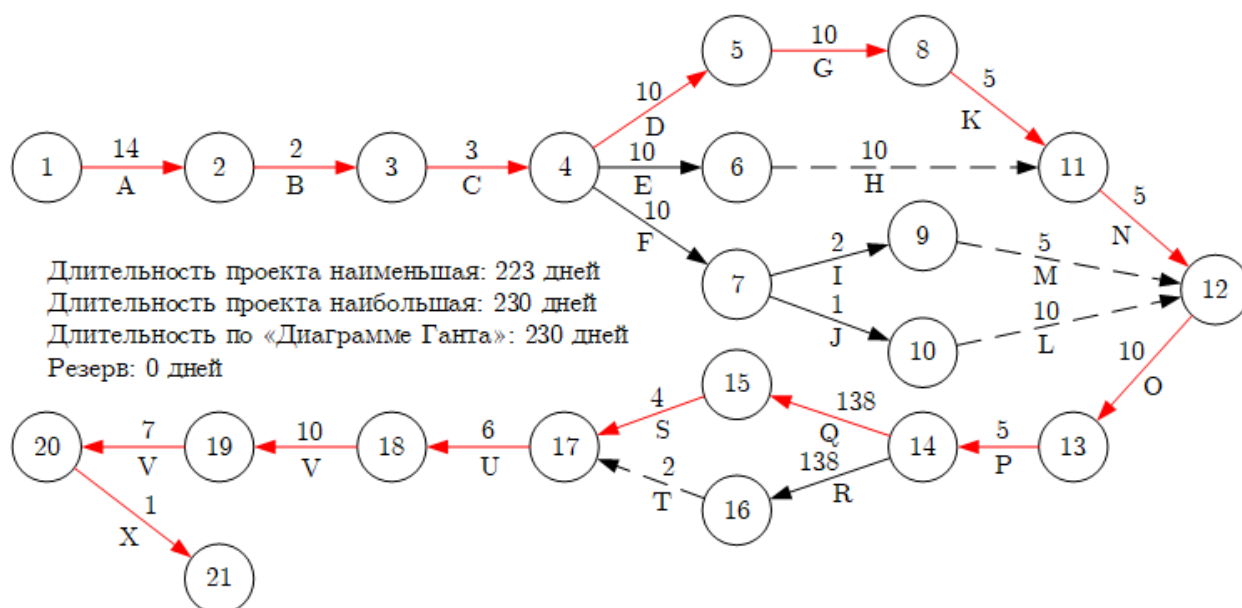 5
10
G
8
5
K
10
D
1
14
A
2
2
B
3
3
C
4
10
E
6
10
H
11
10
F
5
N
7
2
I
9
5
M
12
1
J
10
10
L
Длительность проекта наименьшая: 223 дней
Длительность проекта наибольшая: 230 дней
Длительность по «Диаграмме Ганта»: 230 дней
Резерв: 0 дней
10
O
20
7
V
19
10
V
18
6
U
17
4
S
15
138
Q
14
5
P
13
2
T
16
138
R
1
X
21